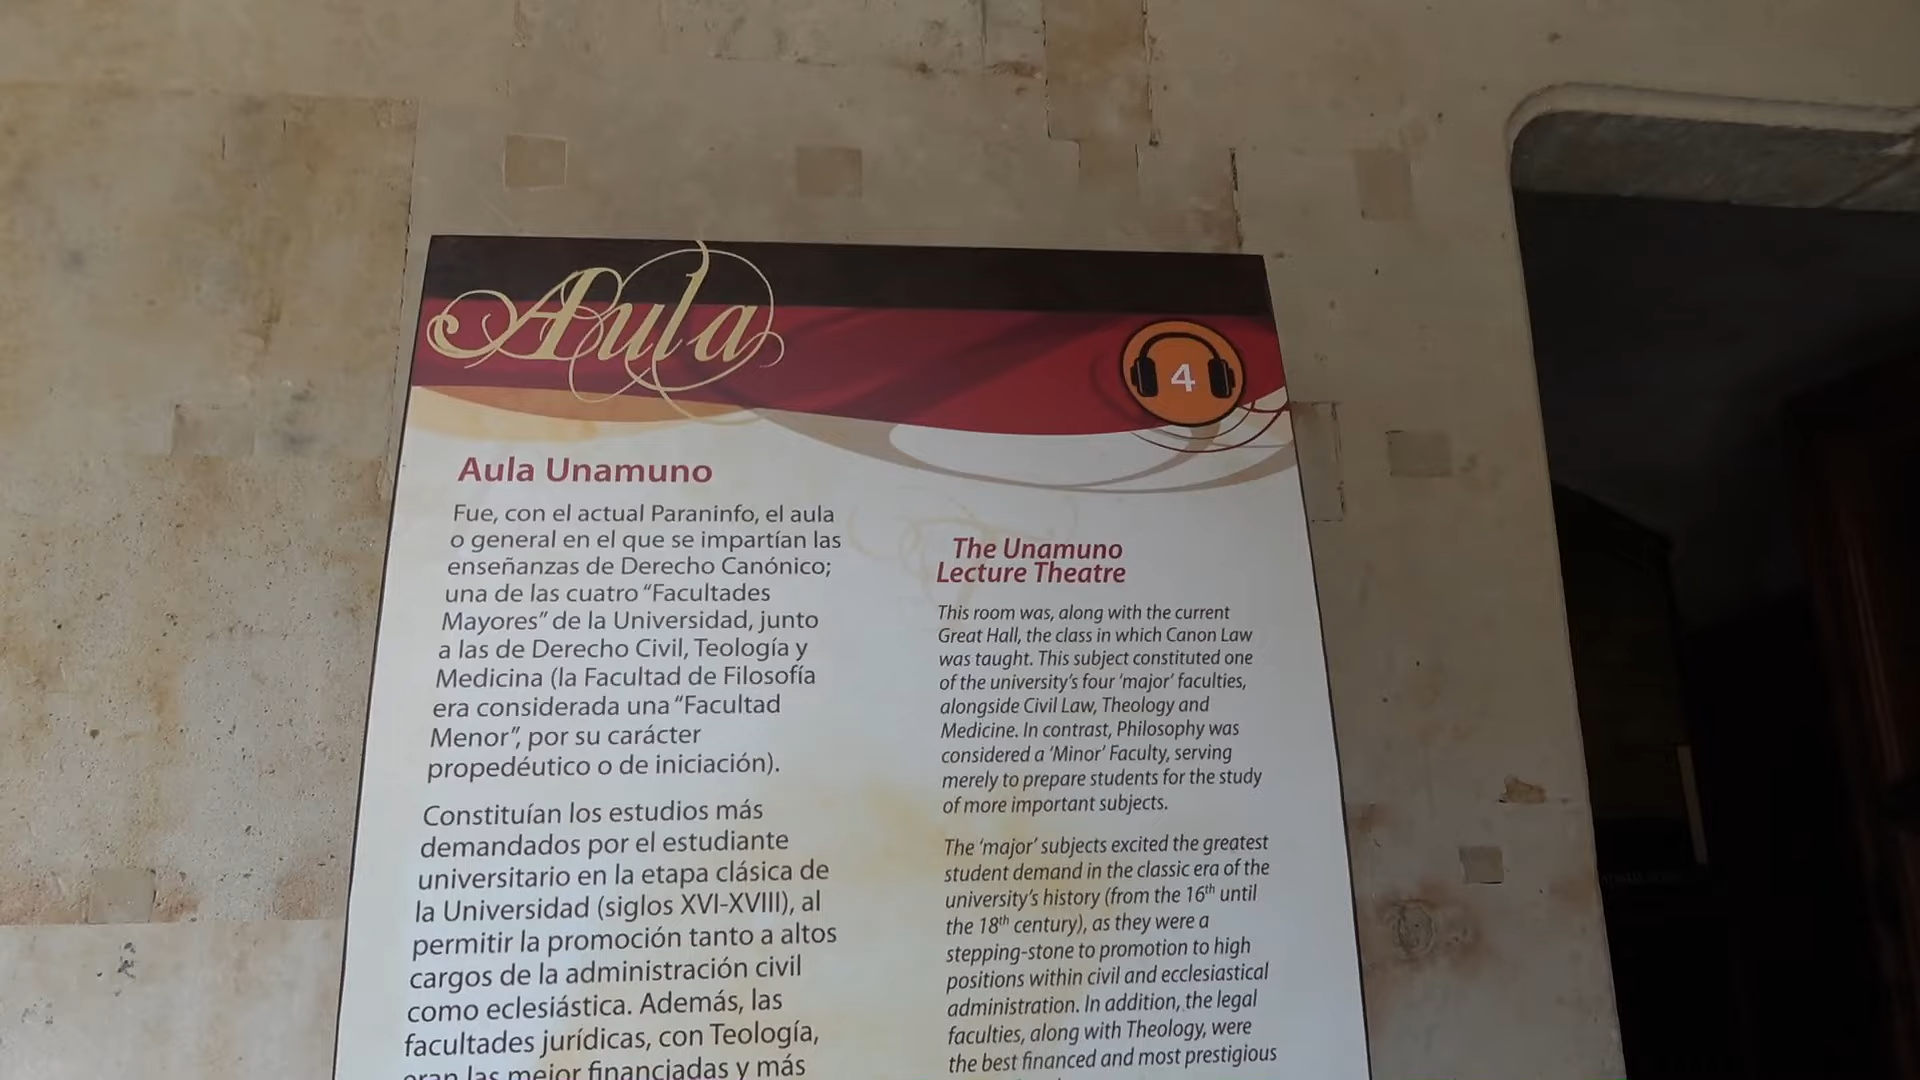 Aula
4
Aula Unamuno
Fue, con el actual Paraninfo, el aula
o general en el que se impartían las
enseñanzas de Derecho Canónico;
una de las cuatro “Facultades
Mayores” de la Universidad, junto
a las de Derecho Civil, Teología y
Medicina (la Facultad de Filosofía
era considerada una “Facultad
Menor”, por su carácter
propedéutico o de iniciación).
Constituían los estudios más
demandados por el estudiante
universitario en la etapa clásica de
la Universidad (siglos XVI-XVIII), al
permitir la promoción tanto a altos
cargos de la administración civil
como eclesiástica. Además, las
facultades jurídicas, con Teología,
eran las mejor financiadas y más
The Unamuno
Lecture Theatre
This room was, along with the current
Great Hall, the class in which Canon Law
was taught. This subject constituted one
of the university’s four ‘major’ faculties,
alongside Civil Law, Theology and
Medicine. In contrast, Philosophy was
considered a ‘Minor’ Faculty, serving
merely to prepare students for the study
of more important subjects.
The ‘major’ subjects excited the greatest
student demand in the classic era of the
university’s history (from the 16th until
the 18th century), as they were a
stepping-stone to promotion to high
positions within civil and ecclesiastical
administration. In addition, the legal
faculties, along with Theology, were
the best financed and most prestigious